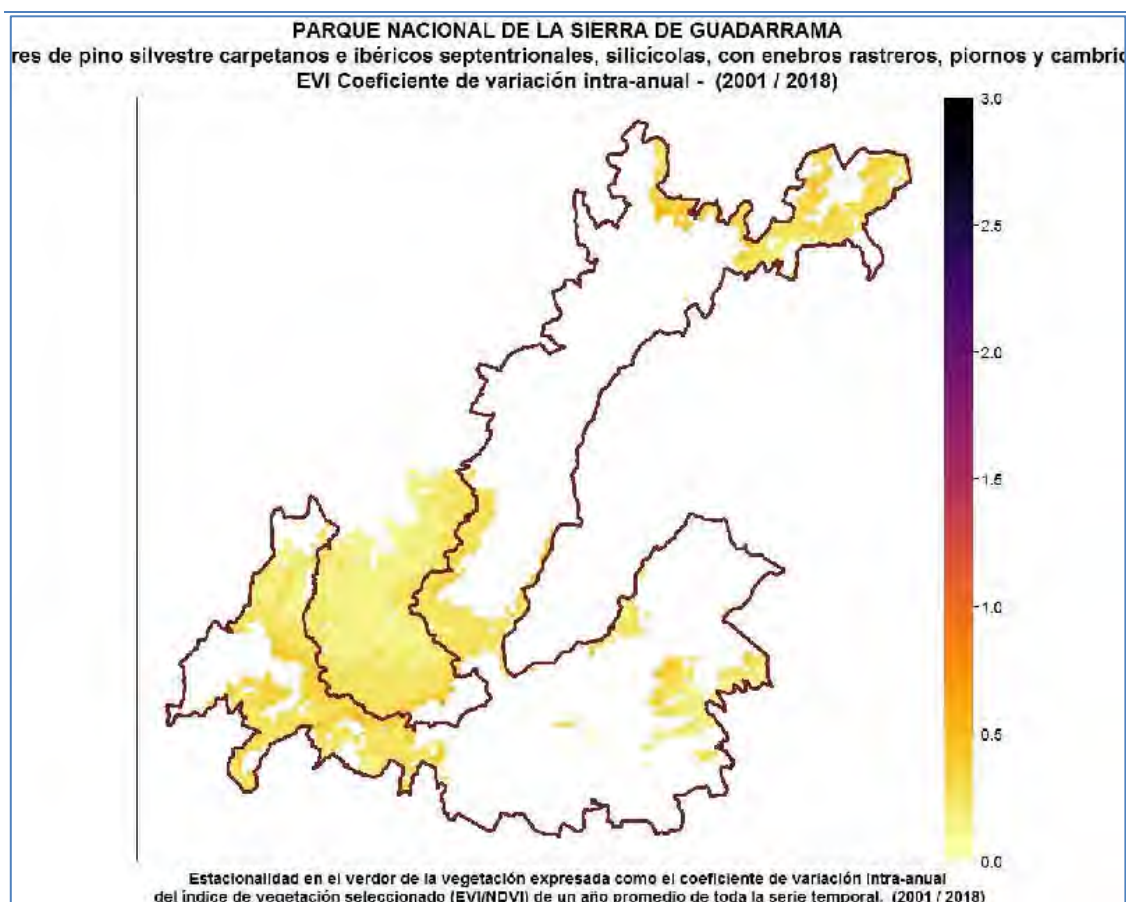 PARQUE NACIONAL DE LA SIERRA DE GUADARRAMA
res de pino silvestre carpetanos e ibéricos septentrionales, silicícolas, con enebros rastreros, piornos y cambric
EVI Coeficiente de variación intra-anual - (2001 / 2018)
3.0
2.5
2.0
1.5
1.0
0.5
0.0
Estacionalidad en el verdor de la vegetación expresada como el coeficiente de variación intra-anual
del índice de vegetación seleccionado (EVI/NDVI) de un año promedio de toda la serie temporal. (2001 / 2018)